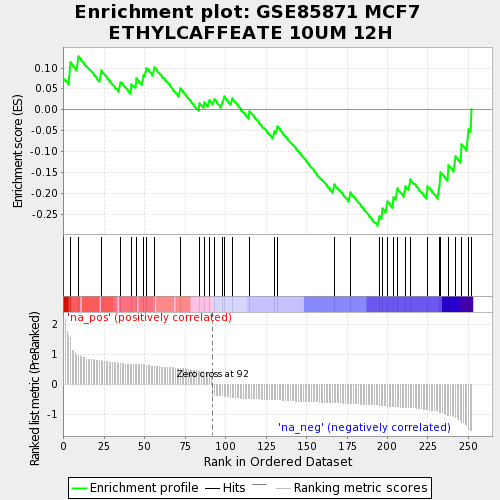 Enrichment plot: GSE85871 MCF7
ETHYLCAFFEATE 10UM 12H
Enrichment score (ES)
0.10
0.05
0.00
-0.05
-0.10
-0.15
-0.20
-0.25
'na_pos' (positively correlated)
Ranked list metric (PreRanked)
2
1
0
-1
Zero cross at 92
'na_neg' (negatively correlated)
0 25 50 75 100 125 150 175 200 225 250
Rank in Ordered Dataset
Enrichment profile Hits Ranking metric scores